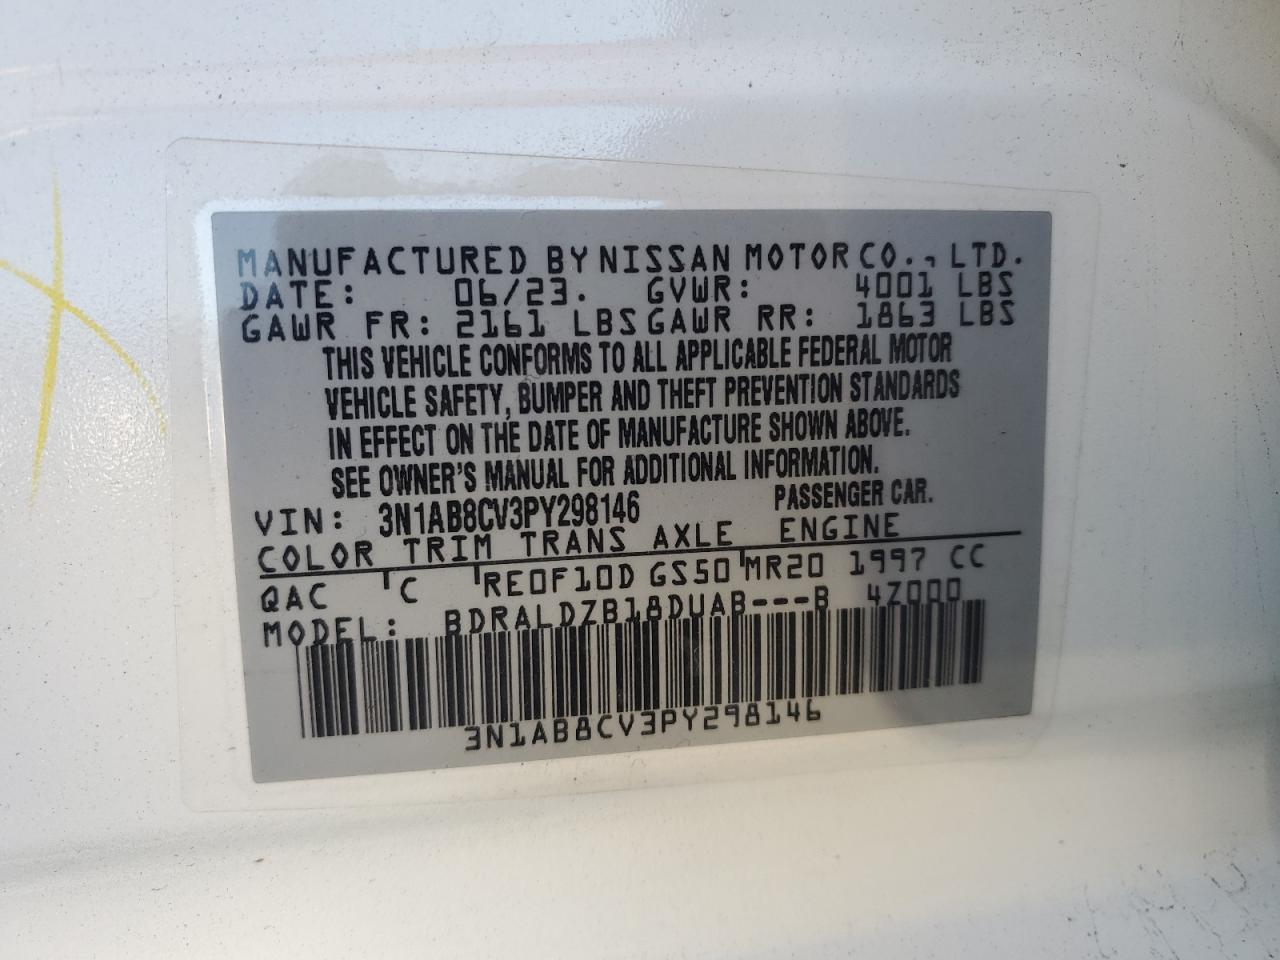 MANUFACTURED BY NISSAN MOTOR CO., LTD.
DATE: 06/23. GVWR: 4001 LBS
GAWR FR: 2161 LBS GAWR RR: 1863 LBS
THIS VEHICLE CONFORMS TO ALL APPLICABLE FEDERAL MOTOR
VEHICLE SAFETY, BUMPER AND THEFT PREVENTION STANDARDS
IN EFFECT ON THE DATE OF MANUFACTURE SHOWN ABOVE.
SEE OWNER'S MANUAL FOR ADDITIONAL INFORMATION.
VIN: 3N1AB8CV3PY298146 PASSENGER CAR.
COLOR TRIM TRANS AXLE ENGINE
QAC C RE0F10D GS50 MR20 1997 CC
MODEL: BDRALDZB18DUAB---B 4Z000
3N1AB8CV3PY298146